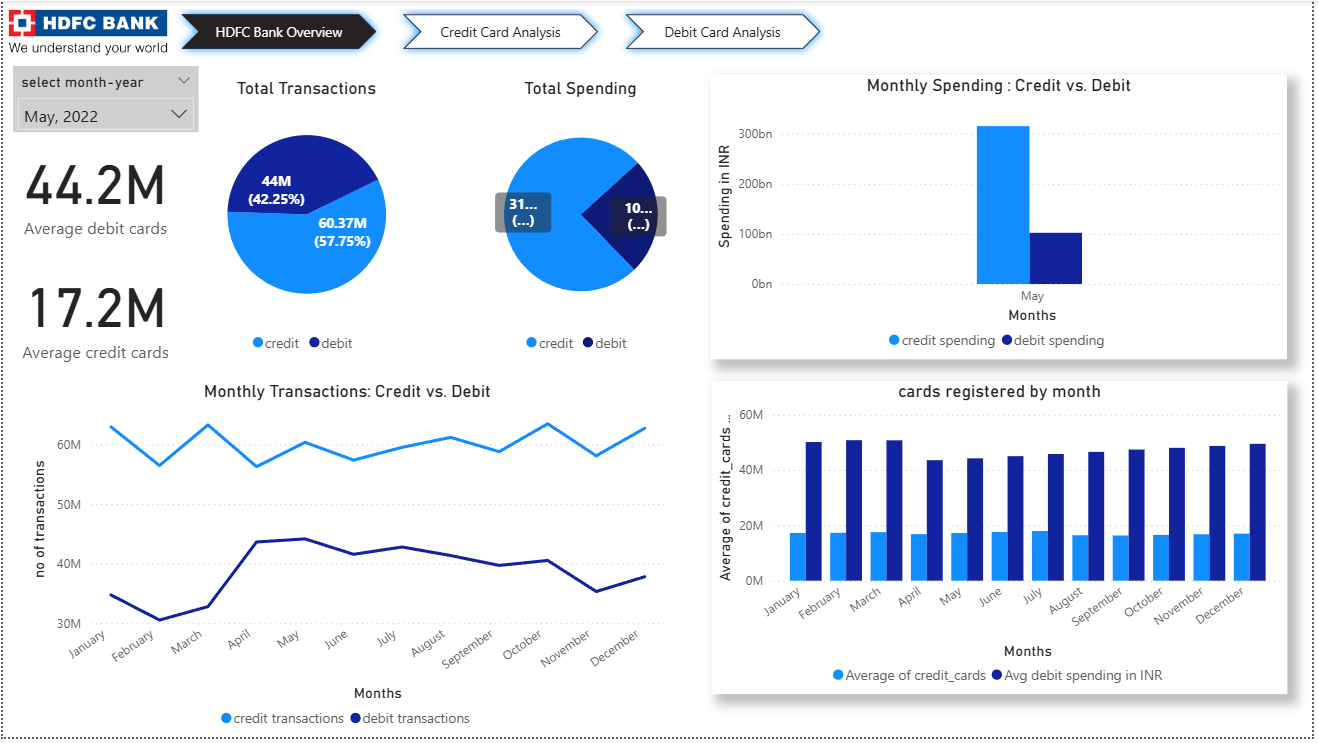 HDFC BANK
We understand your world
HDFC Bank Overview
Credit Card Analysis
Debit Card Analysis
select month-year
May, 2022
44.2M
Average debit cards
17.2M
Average credit cards
Total Transactions
44M
(42.25%)
60.37M
(57.75%)
credit debit
Total Spending
31...
(...)
10...
(...)
credit debit
Monthly Spending : Credit vs. Debit
Spending in INR
300bn
200bn
100bn
0bn
May
Months
credit spending debit spending
Monthly Transactions: Credit vs. Debit
no of transactions
60M
50M
40M
30M
January February March April May June July August September October November December
Months
credit transactions debit transactions
cards registered by month
Average of credit_cards ...
60M
40M
20M
0M
January February March April May June July August September October November December
Months
Average of credit_cards Avg debit spending in INR